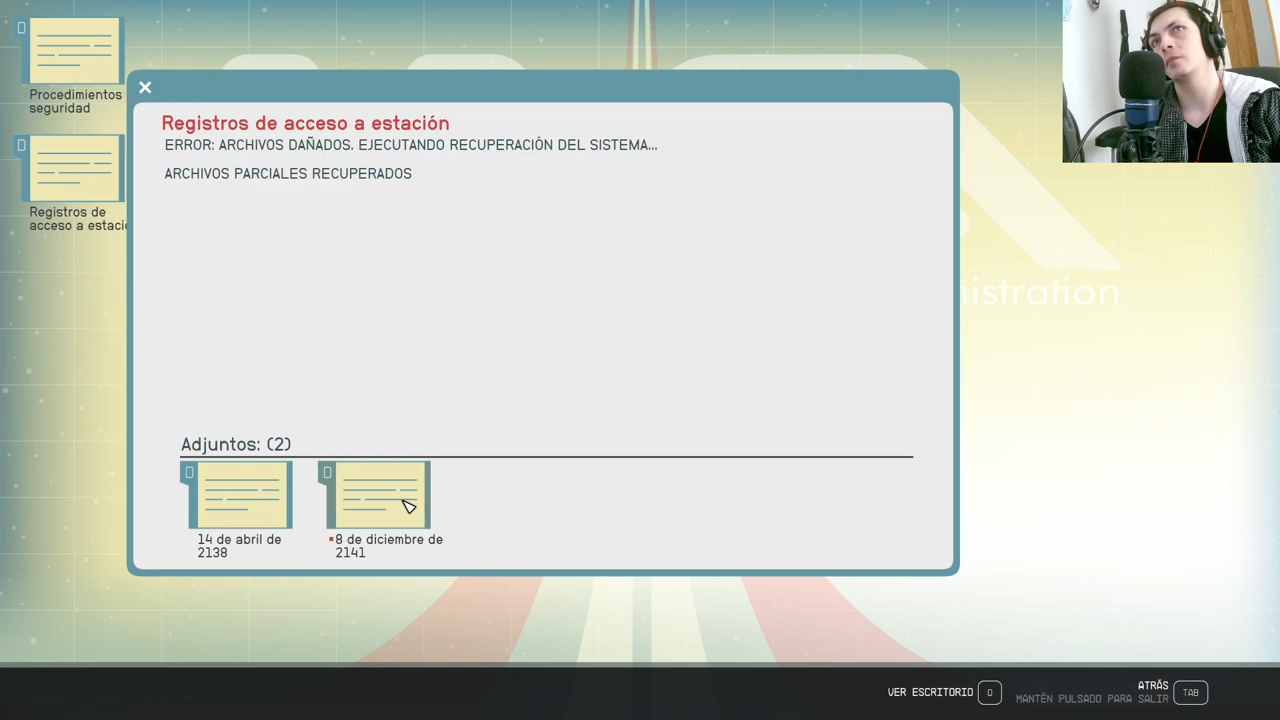 Procedimientos
seguridad
Registros de
acceso a estació
Registros de acceso a estación
ERROR: ARCHIVOS DAÑADOS. EJECUTANDO RECUPERACIÓN DEL SISTEMA...
ARCHIVOS PARCIALES RECUPERADOS
nistration
Adjuntos: (2)
14 de abril de
2138
8 de diciembre de
2141
VER ESCRITORIO Q
ATRÁS
MANTÉN PULSADO PARA SALIR TAB